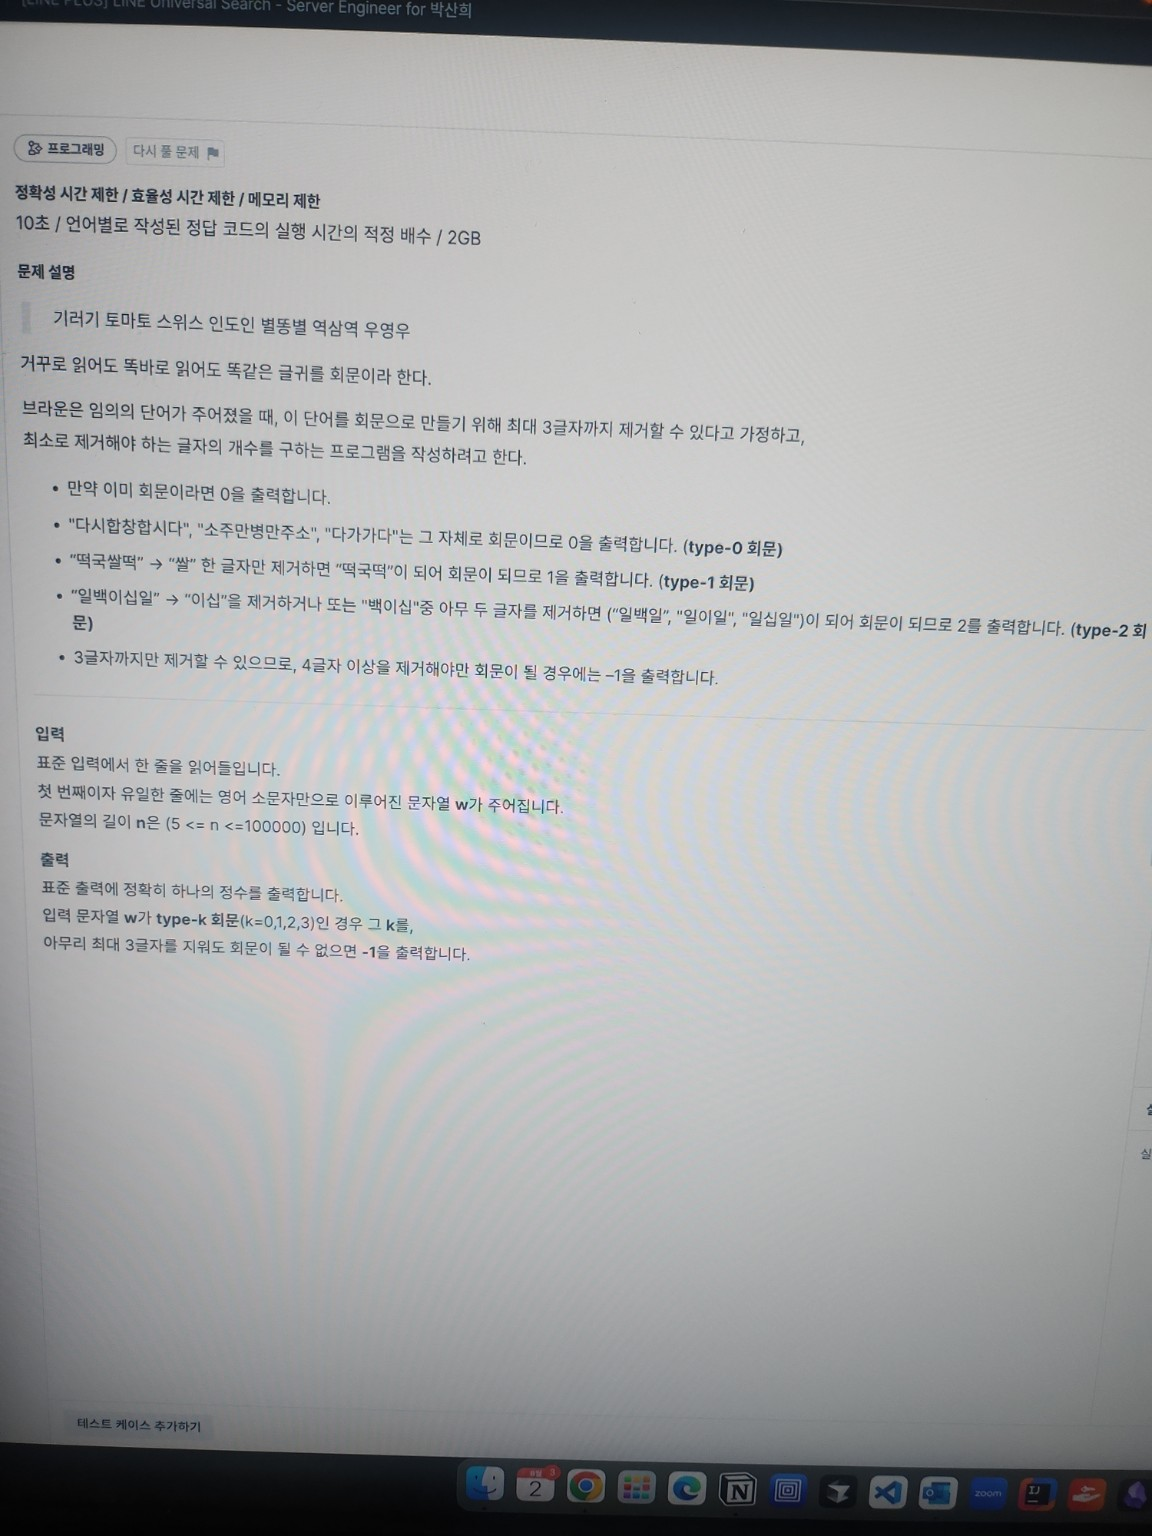 [LINE PLUS] LINE Universal Search - Server Engineer for 박산희
프로그래밍 다시 풀 문제
정확성 시간 제한 / 효율성 시간 제한 / 메모리 제한
10초 / 언어별로 작성된 정답 코드의 실행 시간의 적정 배수 / 2GB
문제 설명
기러기 토마토 스위스 인도인 별똥별 역삼역 우영우
거꾸로 읽어도 똑바로 읽어도 똑같은 글귀를 회문이라 한다.
브라운은 임의의 단어가 주어졌을 때, 이 단어를 회문으로 만들기 위해 최대 3글자까지 제거할 수 있다고 가정하고,
최소로 제거해야 하는 글자의 개수를 구하는 프로그램을 작성하려고 한다.
• 만약 이미 회문이라면 0을 출력합니다.
• "다시합창합시다", "소주만병만주소", "다가가다"는 그 자체로 회문이므로 0을 출력합니다. (type-0 회문)
• "떡국쌀떡" → "쌀" 한 글자만 제거하면 "떡국떡"이 되어 회문이 되므로 1을 출력합니다. (type-1 회문)
• "일백이십일" → "이십"을 제거하거나 또는 "백이십"중 아무 두 글자를 제거하면 ("일백일", "일이일", "일십일")이 되어 회문이 되므로 2를 출력합니다. (type-2 회
문)
• 3글자까지만 제거할 수 있으므로, 4글자 이상을 제거해야만 회문이 될 경우에는 –1을 출력합니다.
입력
표준 입력에서 한 줄을 읽어들입니다.
첫 번째이자 유일한 줄에는 영어 소문자만으로 이루어진 문자열 w가 주어집니다.
문자열의 길이 n은 (5 <= n <=100000) 입니다.
출력
표준 출력에 정확히 하나의 정수를 출력합니다.
입력 문자열 w가 type-k 회문(k=0,1,2,3)인 경우 그 k를,
아무리 최대 3글자를 지워도 회문이 될 수 없으면 -1을 출력합니다.
실
테스트 케이스 추가하기
3
2
N
zoom
IJ